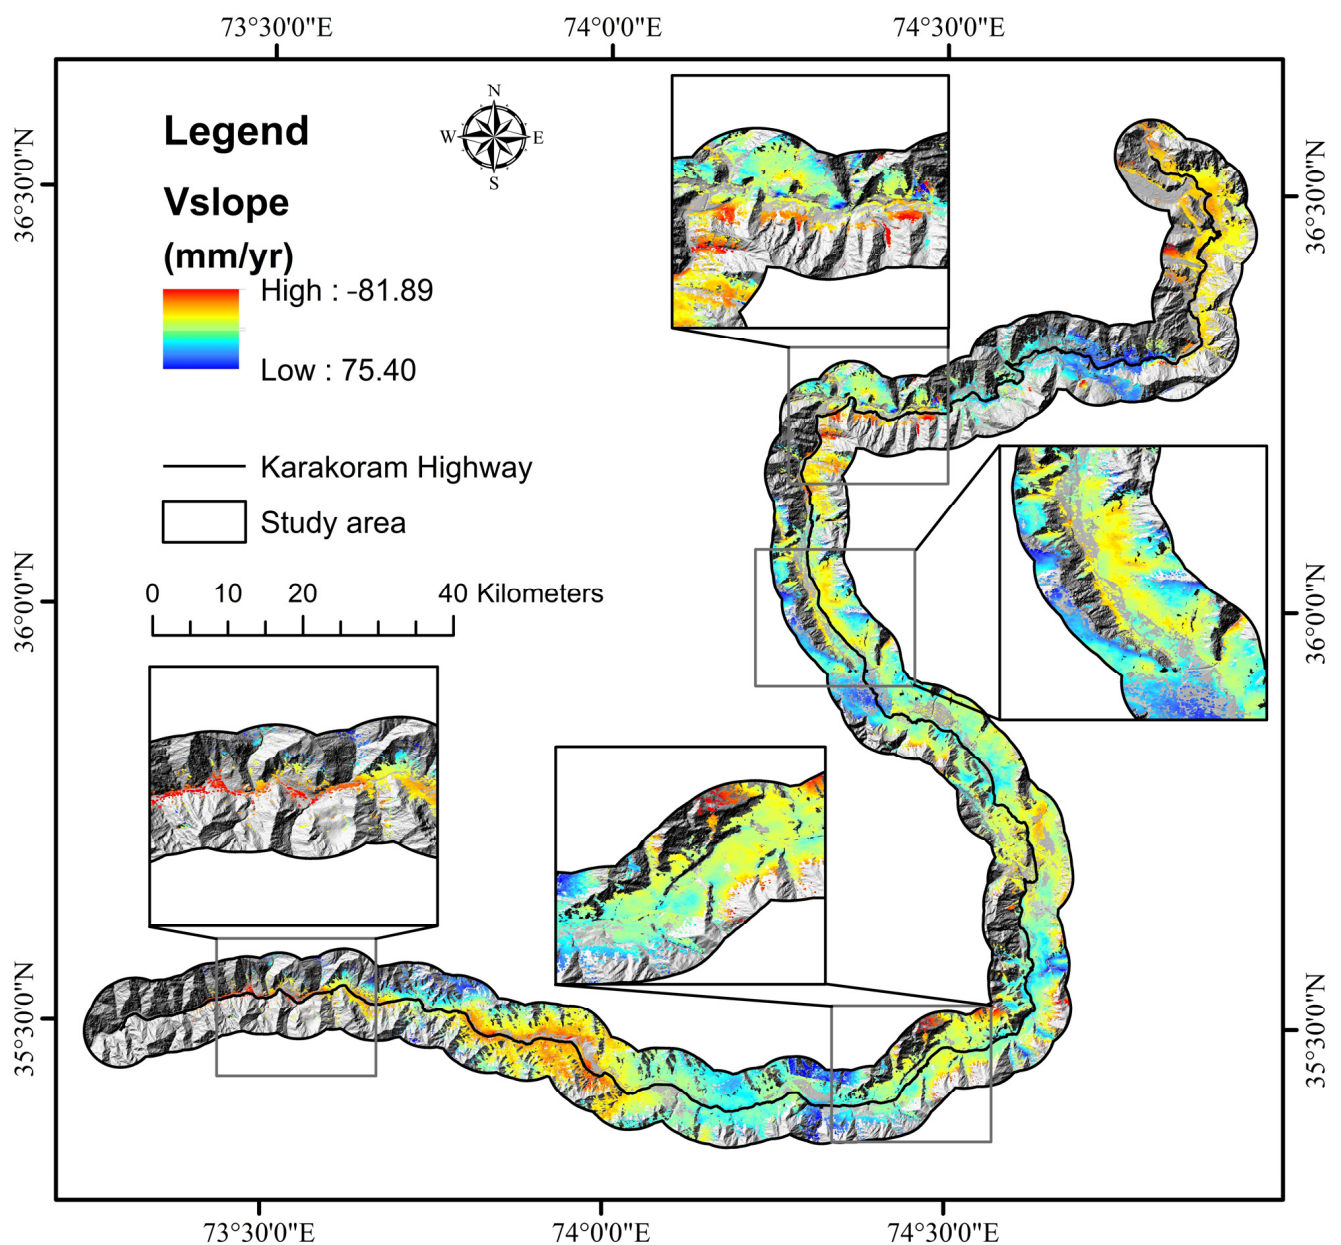 73°30'0"E 74°0'0"E 74°30'0"E
36°30'0"N
36°0'0"N
35°30'0"N
Legend
Vslope
(mm/yr)
High : -81.89
Low : 75.40
Karakoram Highway
Study area
0 10 20 40 Kilometers
N
W E
S
36°30'0"N
36°0'0"N
35°30'0"N
73°30'0"E 74°0'0"E 74°30'0"E